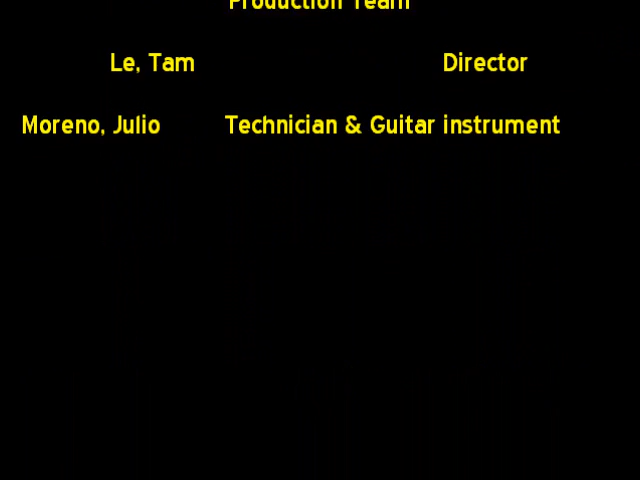 Production Team
Le, Tam Director
Moreno, Julio Technician & Guitar instrument